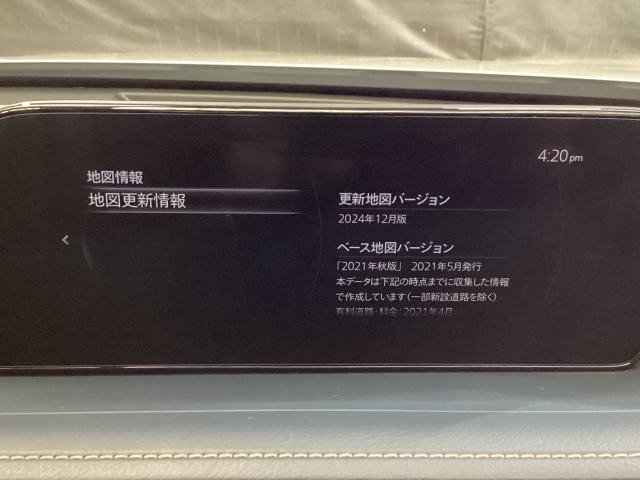 4:20pm
地図情報
地図更新情報
更新地図バージョン
2024年12月版
ベース地図バージョン
「2021年秋版」 2021年5月発行
本データは下記の時点までに収集した情報
で作成しています(一部新設道路を除く)
有料道路・料金:2021年4月